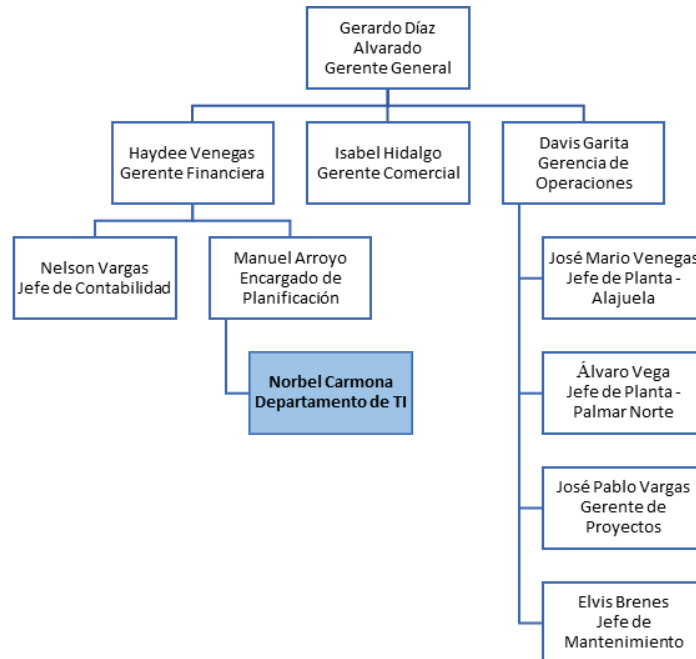 Gerardo Díaz
Alvarado
Gerente General
Haydee Venegas
Gerente Financiera
Isabel Hidalgo
Gerente Comercial
Davis Garita
Gerencia de
Operaciones
Nelson Vargas
Jefe de Contabilidad
Manuel Arroyo
Encargado de
Planificación
Norbel Carmona
Departamento de TI
José Mario Venegas
Jefe de Planta -
Alajuela
Álvaro Vega
Jefe de Planta -
Palmar Norte
José Pablo Vargas
Gerente de
Proyectos
Elvis Brenes
Jefe de
Mantenimiento